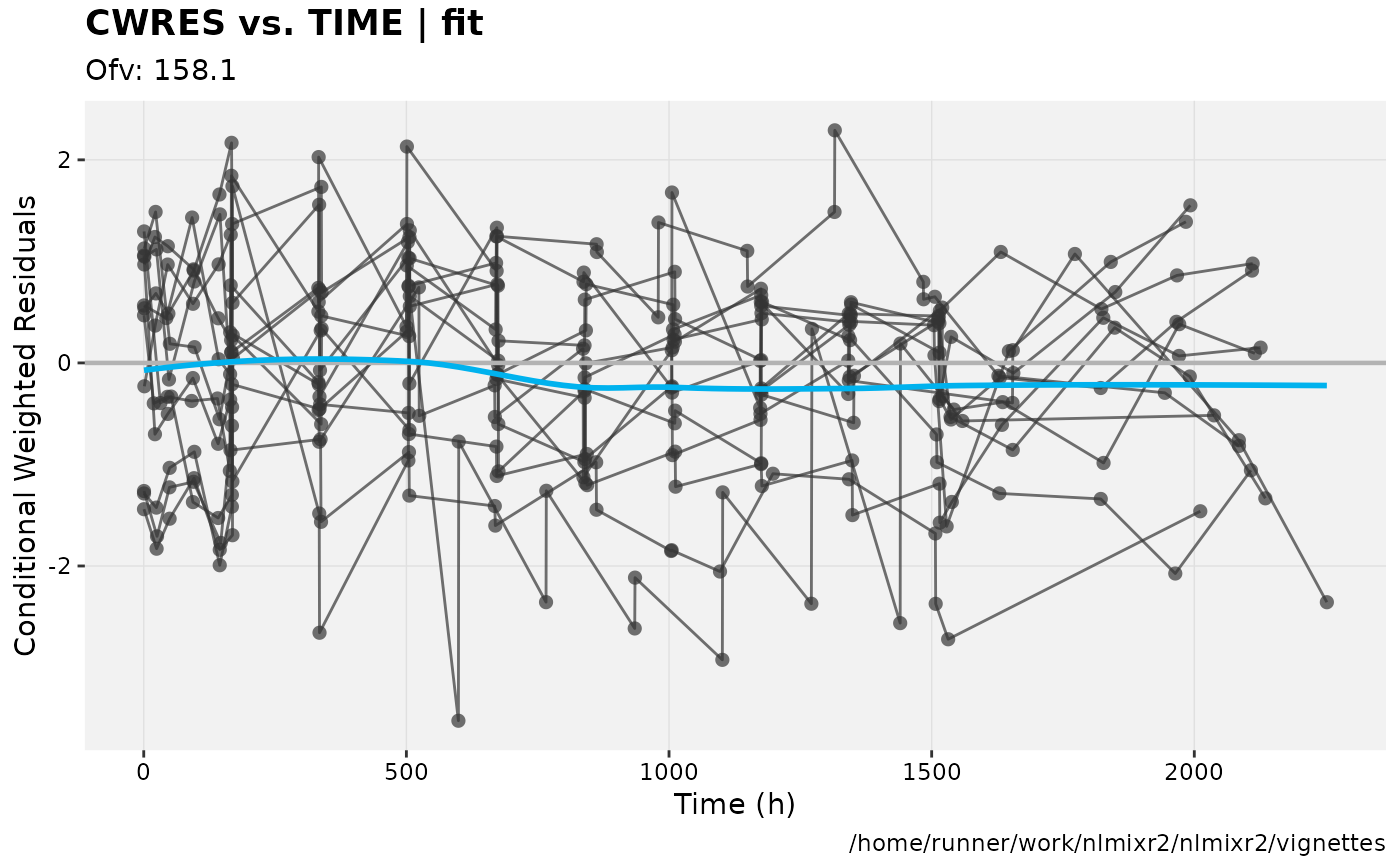 CWRES vs. TIME | fit
Ofv: 158.1
Conditional Weighted Residuals
2
0
-2
0 500 1000 1500 2000
Time (h)
/home/runner/work/nlmixr2/nlmixr2/vignettes